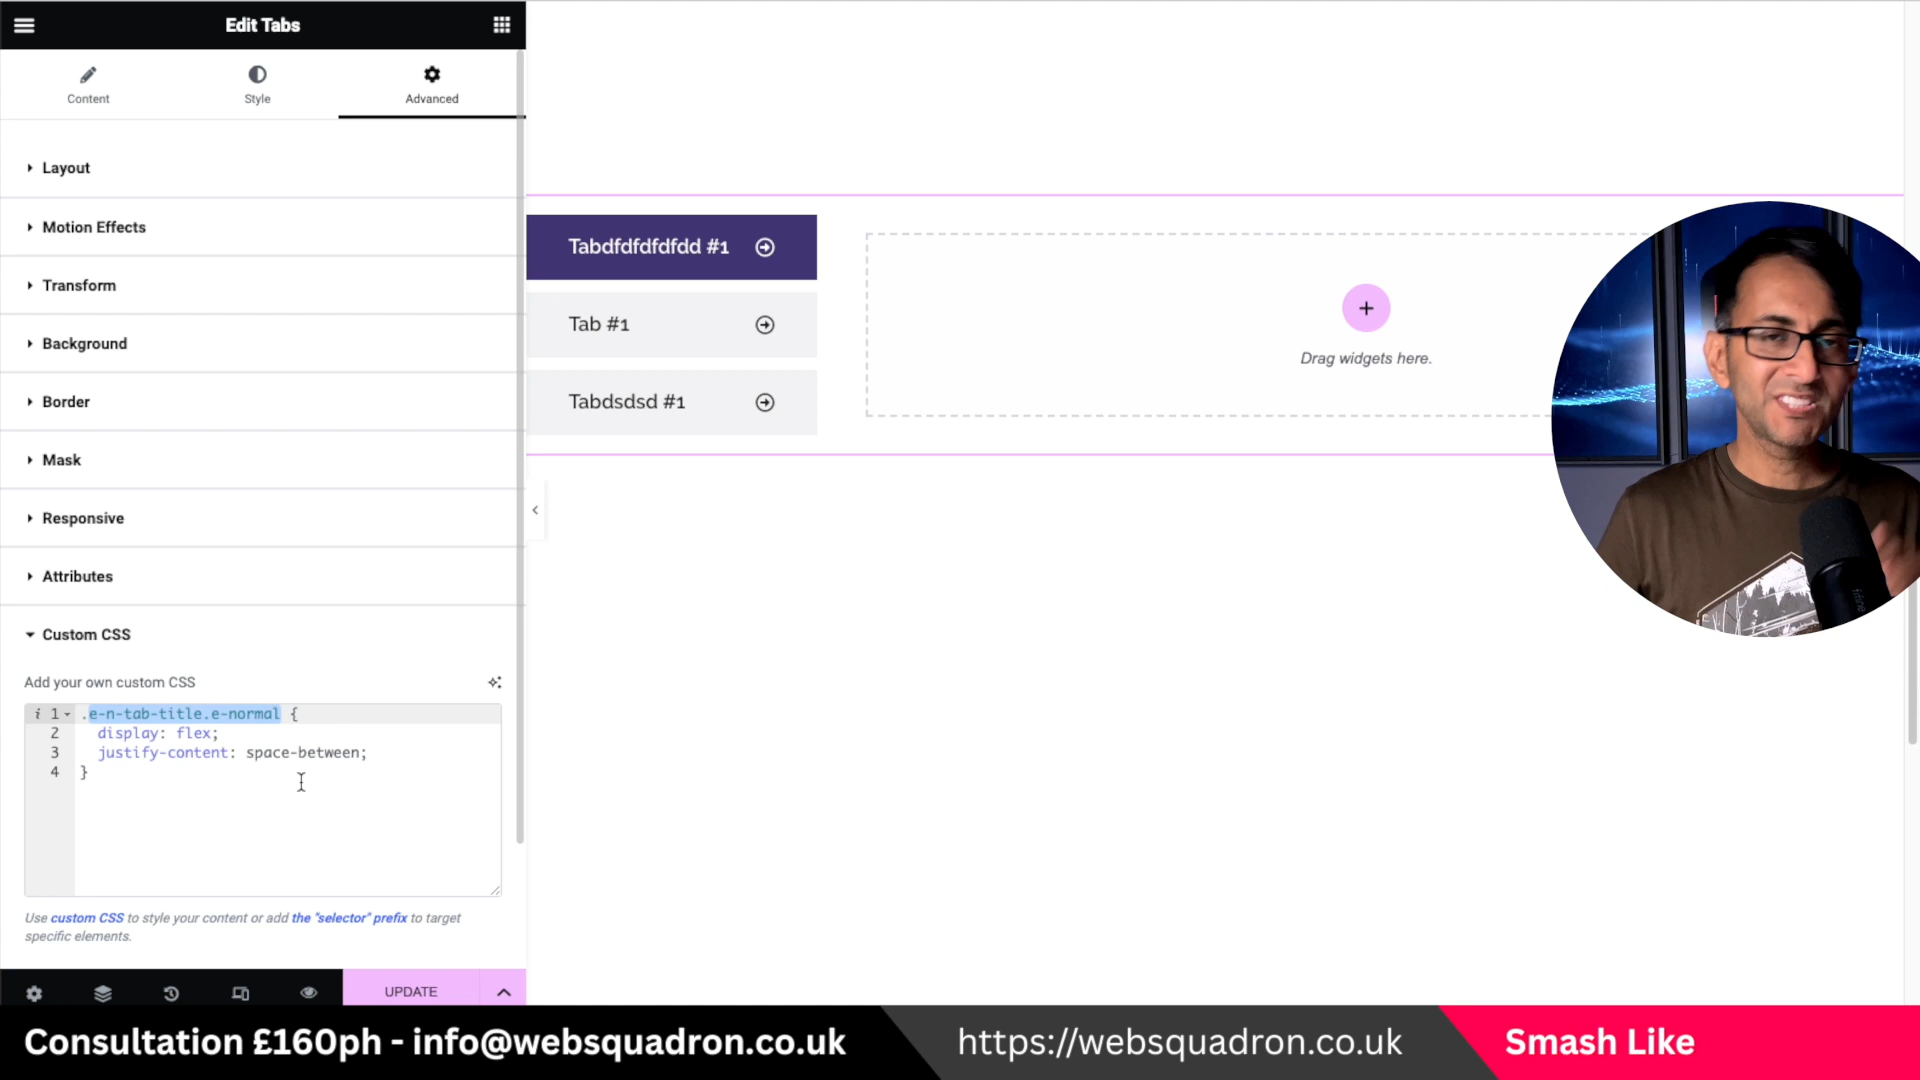 Edit Tabs
Content
Style
Advanced
Layout
Motion Effects
Transform
Background
Border
Mask
Responsive
Attributes
Custom CSS
Add your own custom CSS
i 1 .e-n-tab-title.e-normal {
2 display: flex;
3 justify-content: space-between;
4 }
Use custom CSS to style your content or add the "selector" prefix to target
specific elements.
UPDATE
Tabdfdfdfdfdd #1
Tab #1
Tabdsdsd #1
Drag widgets here.
Consultation £160ph - info@websquadron.co.uk
https://websquadron.co.uk
Smash Like